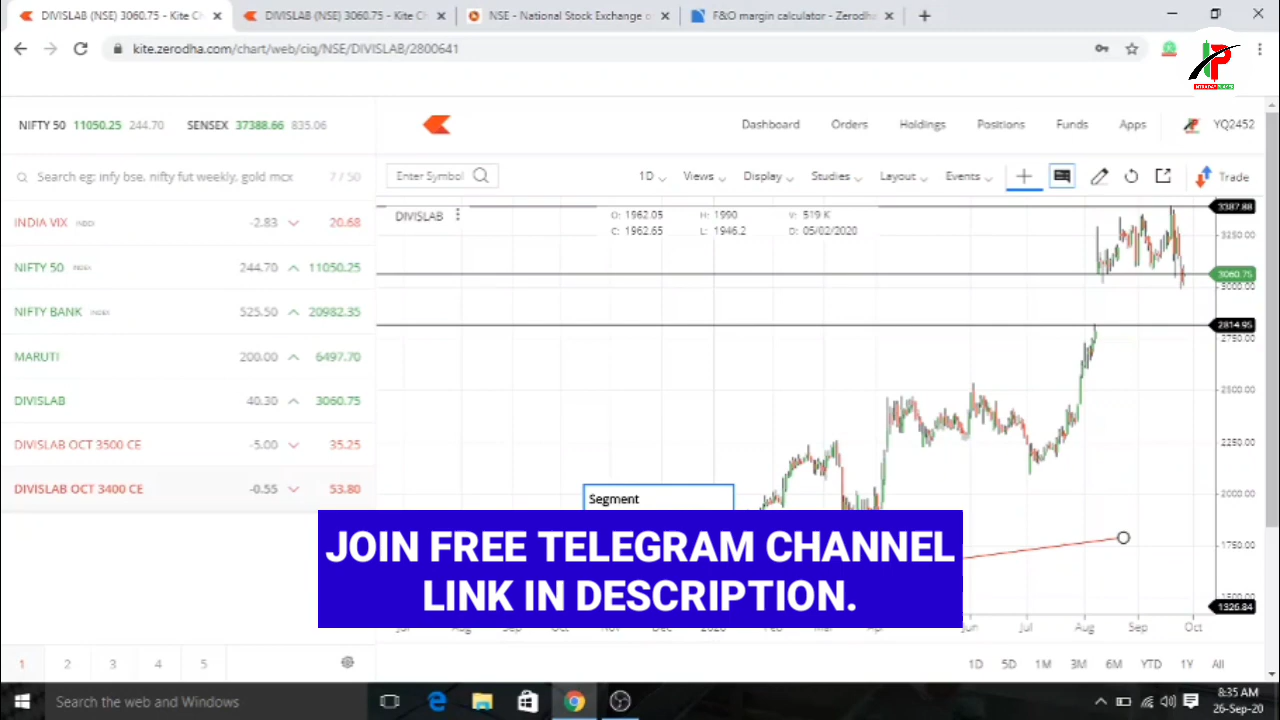 DIVISLAB (NSE) 3060.75 - Kite Ch
DIVISLAB (NSE) 3060.75 - Kite Ch
NSE - National Stock Exchange o
F&O margin calculator - Zerodha
kite.zerodha.com/chart/web/ciq/NSE/DIVISLAB/2800641
NIFTY 50 11050.25 244.70 SENSEX 37388.66 835.06
Dashboard Orders Holdings Positions Funds Apps YQ2452
Search eg: infy bse, nifty fut weekly, gold mcx 7 / 50
Enter Symbol 1D Views Display Studies Layout Events Trade
INDIA VIX INDEX -2.83 20.68
NIFTY 50 INDEX 244.70 11050.25
NIFTY BANK INDEX 525.50 20982.35
MARUTI 200.00 6497.70
DIVISLAB 40.30 3060.75
DIVISLAB OCT 3500 CE -5.00 35.25
DIVISLAB OCT 3400 CE -0.55 53.80
DIVISLAB
O: 1962.05 H: 1990 V: 519 K
C: 1962.65 L: 1946.2 D: 05/02/2020
3387.88
3250.00
3060.75
3000.00
2814.95
2750.00
2500.00
2250.00
2000.00
1750.00
1500.00
1326.84
Segment
JOIN FREE TELEGRAM CHANNEL
LINK IN DESCRIPTION.
Jul Aug Sep Oct Nov Dec 2020 Feb Mar Apr Jun Jul Aug Sep Oct
1 2 3 4 5
1D 5D 1M 3M 6M YTD 1Y All
Search the web and Windows
8:35 AM
26-Sep-20